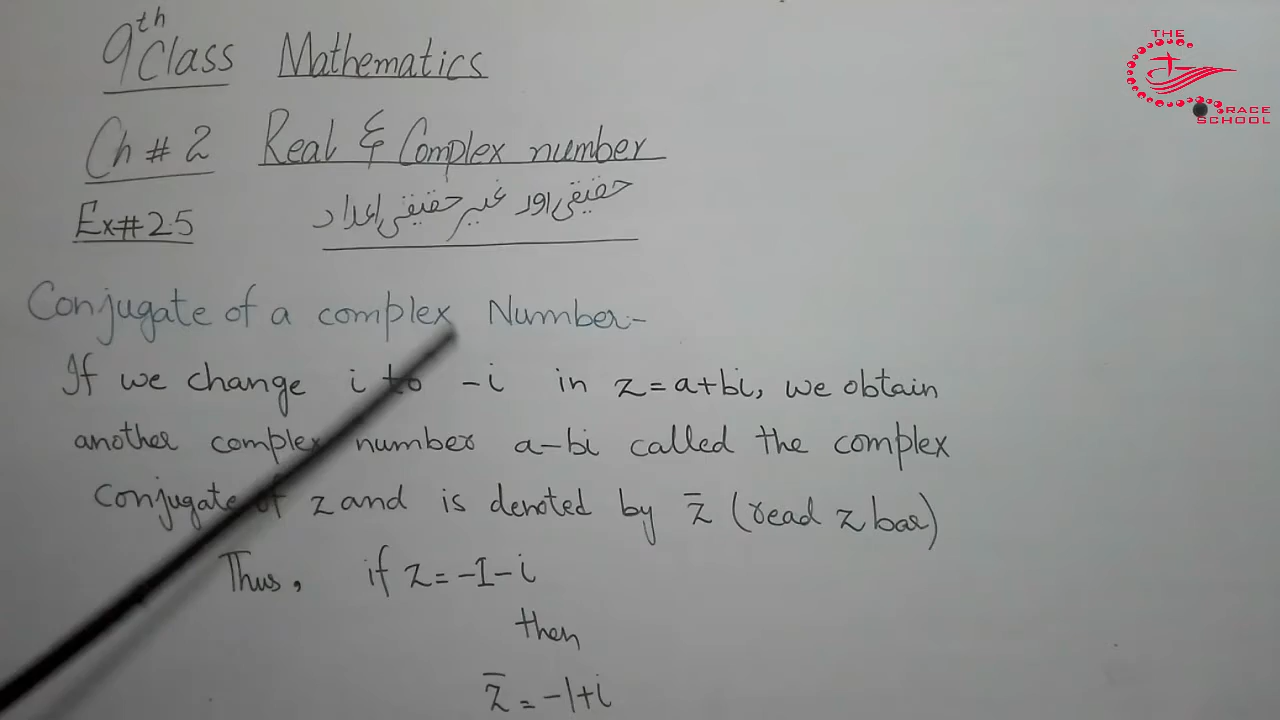 9th Class Mathematics
Ch # 2 Real & Complex number
Ex# 2.5 حقیقی اور غیر حقیقی اعداد
Conjugate of a complex Number:-
If we change i to -i in z=a+bi, we obtain
another complex number a-bi called the complex
conjugate of z and is denoted by z̄ (read z bar)
Thus, if z = -1-i
then
z̄ = -1+i
THE
GRACE
SCHOOL